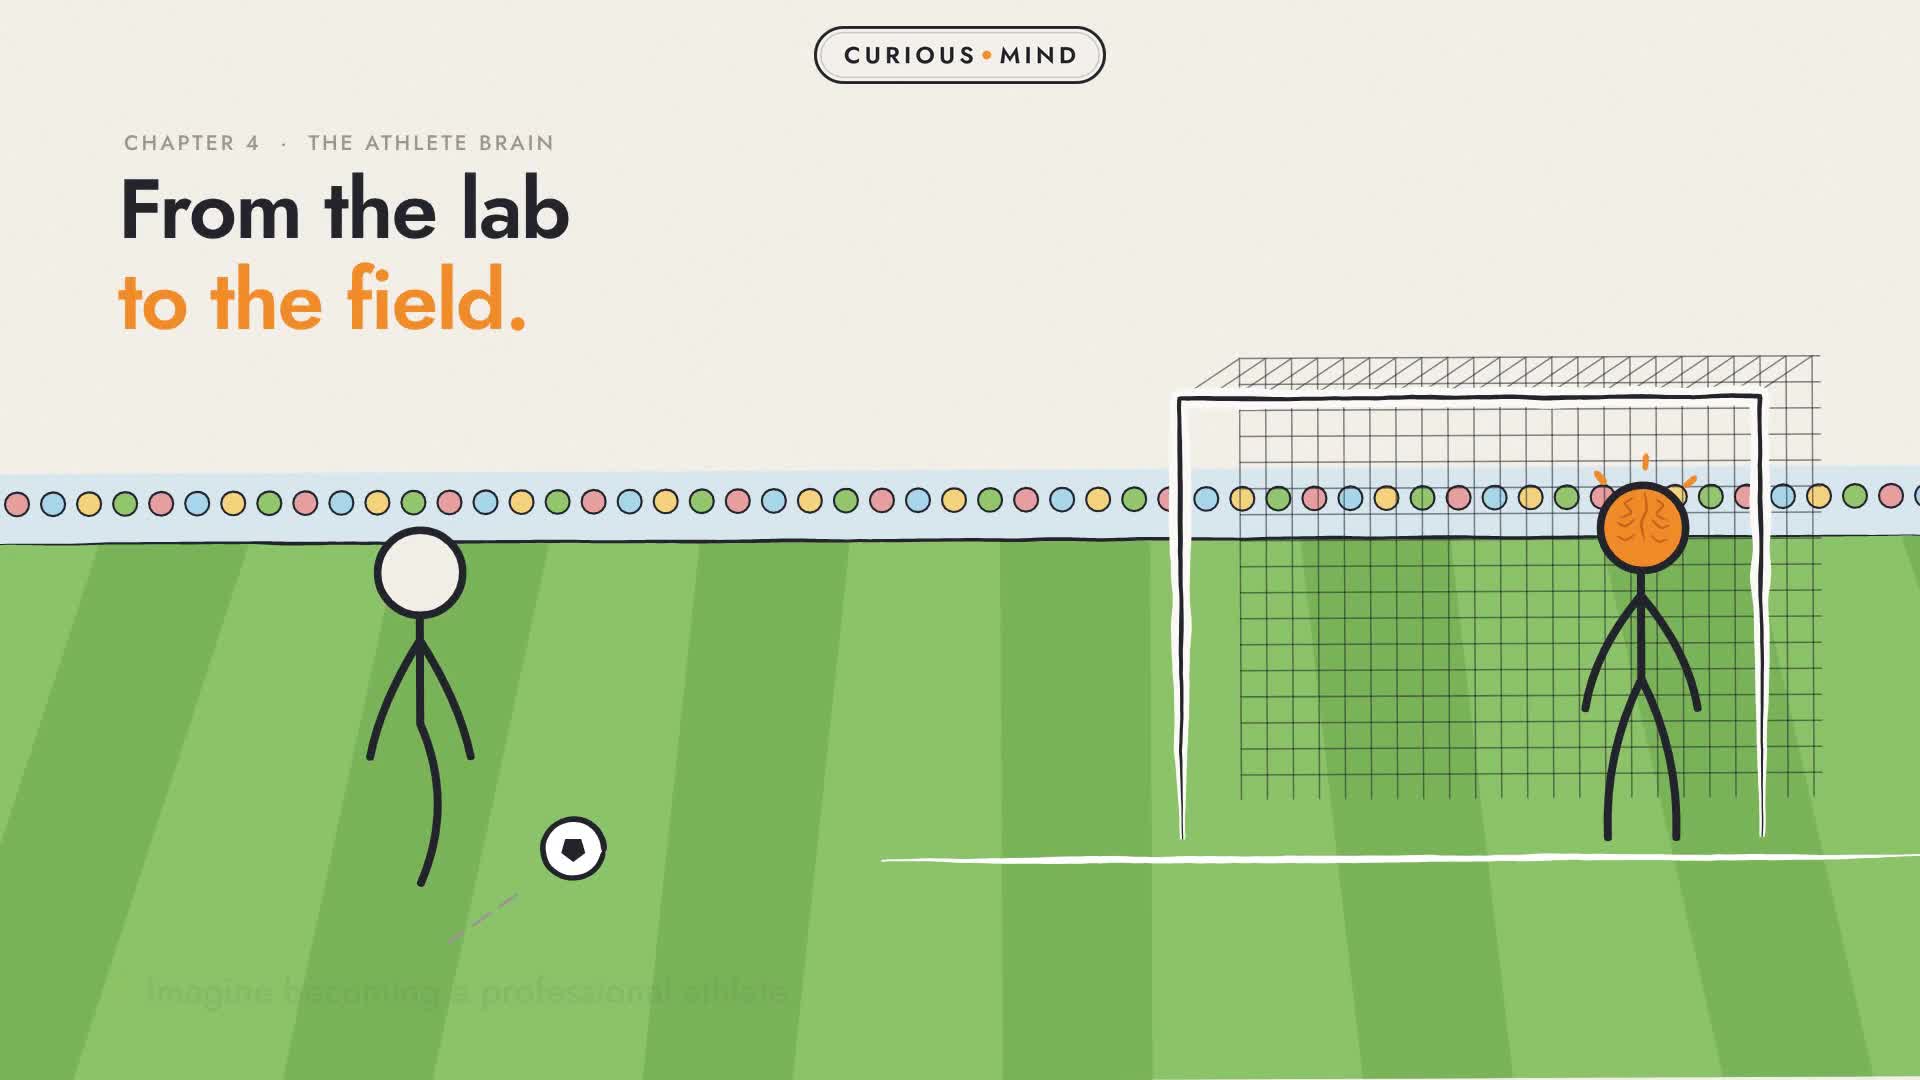 CURIOUS•MIND
CHAPTER 4 · THE ATHLETE BRAIN
From the lab
to the field.
Imagine becoming a professional athlete